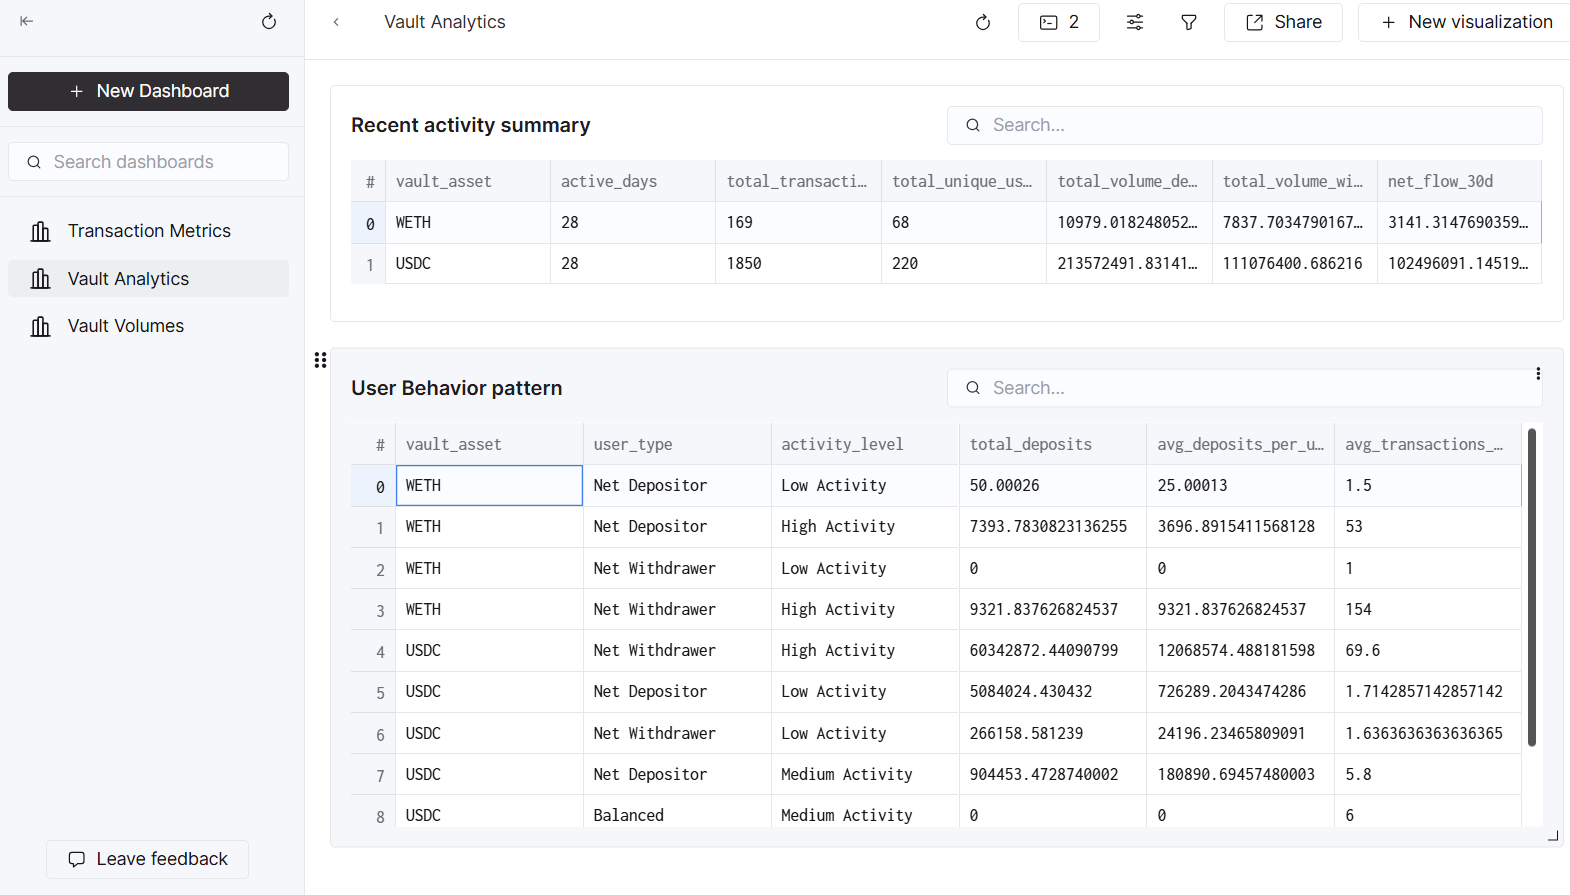 Vault Analytics
2
Share
+ New visualization
+ New Dashboard
Search dashboards
Transaction Metrics
Vault Analytics
Vault Volumes
Leave feedback
Recent activity summary
Search...
# vault_asset active_days total_transacti... total_unique_us... total_volume_de... total_volume_wi... net_flow_30d
0 WETH 28 169 68 10979.018248052... 7837.7034790167... 3141.3147690359...
1 USDC 28 1850 220 213572491.83141... 111076400.686216 102496091.14519...
User Behavior pattern
Search...
# vault_asset user_type activity_level total_deposits avg_deposits_per_u... avg_transactions_...
0 WETH Net Depositor Low Activity 50.00026 25.00013 1.5
1 WETH Net Depositor High Activity 7393.7830823136255 3696.8915411568128 53
2 WETH Net Withdrawer Low Activity 0 0 1
3 WETH Net Withdrawer High Activity 9321.837626824537 9321.837626824537 154
4 USDC Net Withdrawer High Activity 60342872.44090799 12068574.488181598 69.6
5 USDC Net Depositor Low Activity 5084024.430432 726289.2043474286 1.7142857142857142
6 USDC Net Withdrawer Low Activity 266158.581239 24196.23465809091 1.6363636363636365
7 USDC Net Depositor Medium Activity 904453.4728740002 180890.69457480003 5.8
8 USDC Balanced Medium Activity 0 0 6